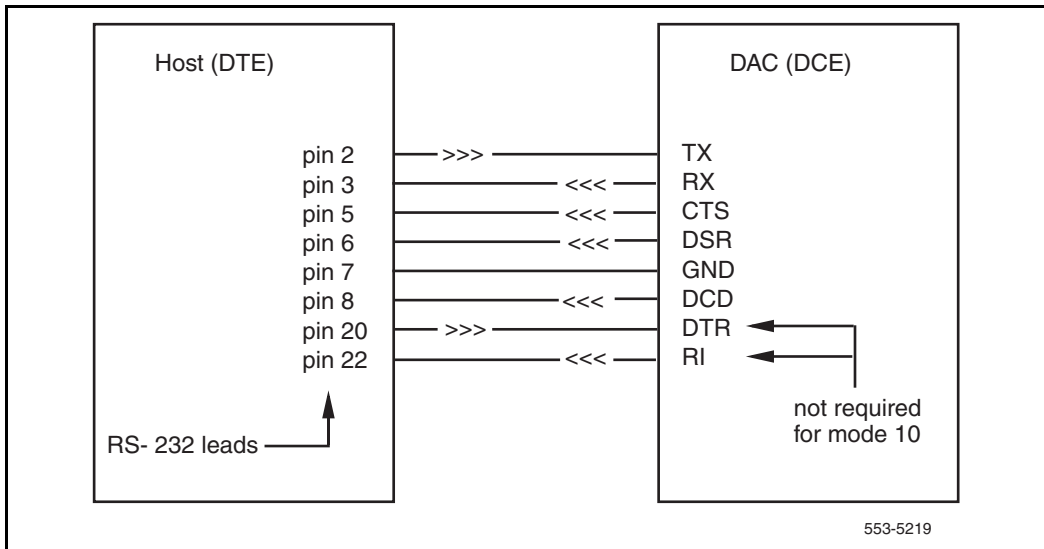 Host (DTE)
DAC (DCE)
pin 2 >>> TX
pin 3 <<< RX
pin 5 <<< CTS
pin 6 <<< DSR
pin 7 GND
pin 8 <<< DCD
pin 20 >>> DTR
pin 22 <<< RI
RS- 232 leads
not required
for mode 10
553-5219